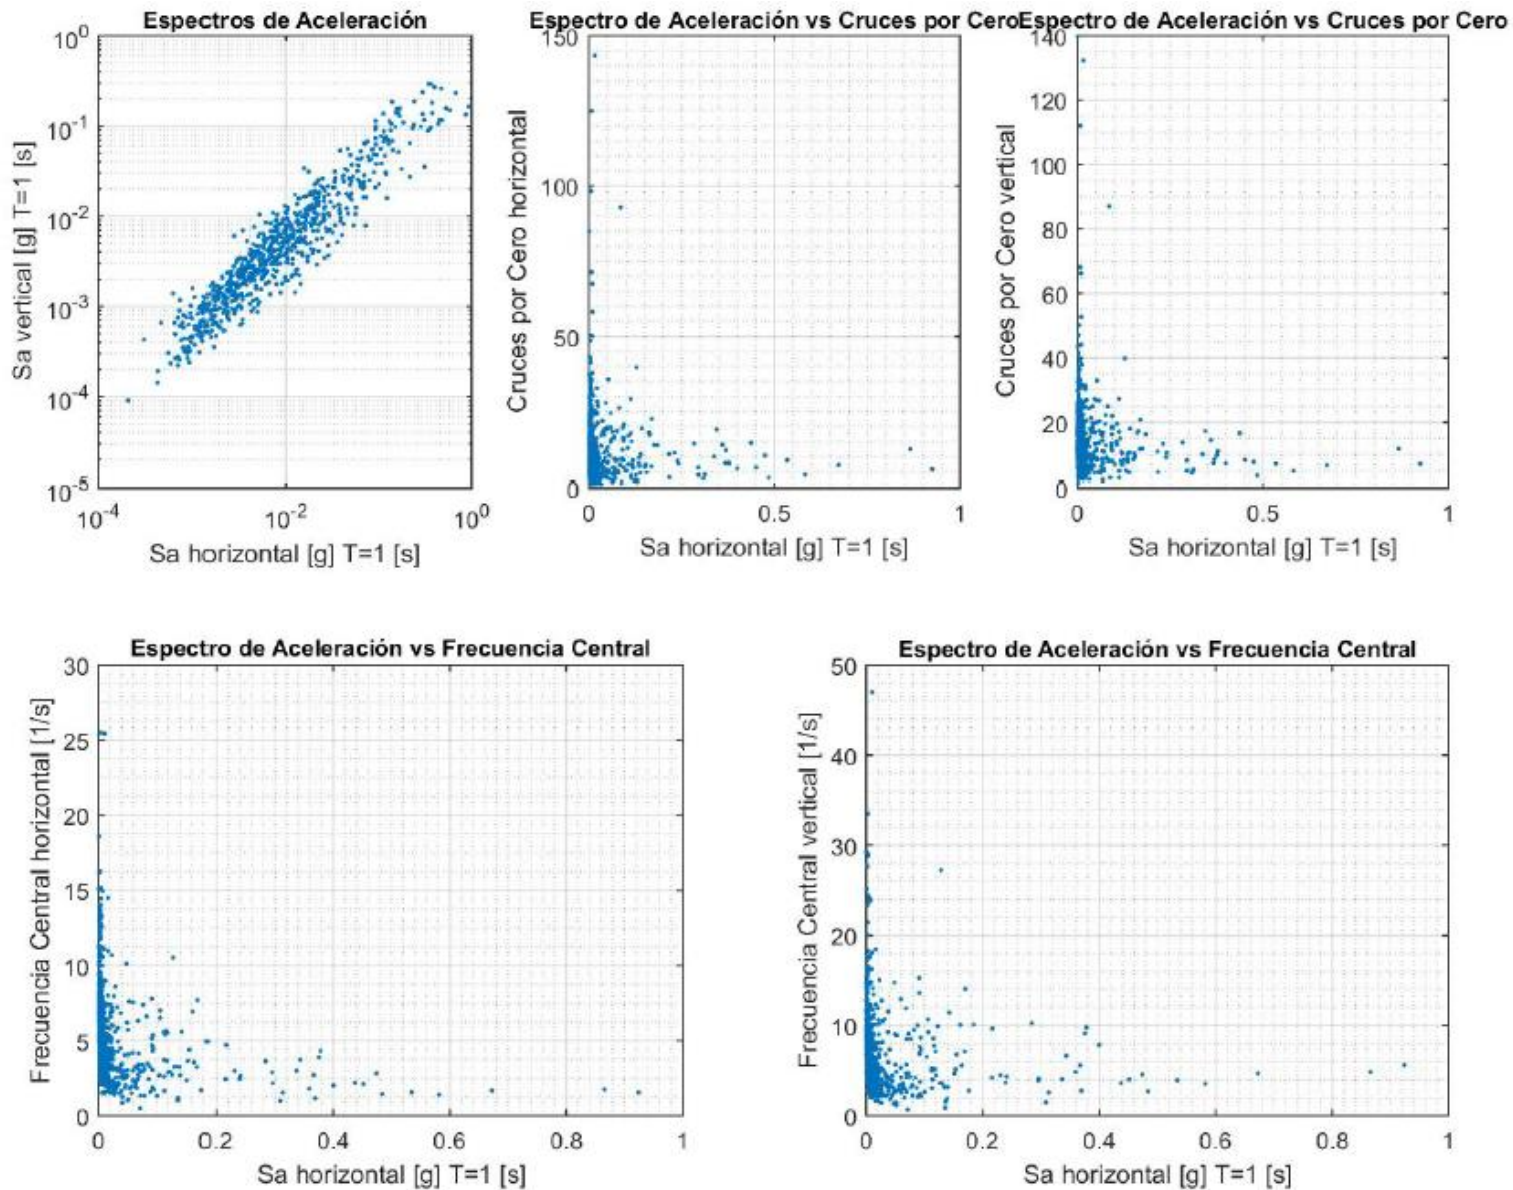 Espectros de Aceleración
Sa vertical [g] T=1 [s]
10^0
10^-1
10^-2
10^-3
10^-4
10^-5
10^-4 10^-2 10^0
Sa horizontal [g] T=1 [s]
Espectro de Aceleración vs Cruces por Cero
Cruces por Cero horizontal
150
100
50
0
0 0.5 1
Sa horizontal [g] T=1 [s]
Espectro de Aceleración vs Cruces por Cero
Cruces por Cero vertical
140
120
100
80
60
40
20
0
0 0.5 1
Sa horizontal [g] T=1 [s]
Espectro de Aceleración vs Frecuencia Central
Frecuencia Central horizontal [1/s]
30
25
20
15
10
5
0
0 0.2 0.4 0.6 0.8 1
Sa horizontal [g] T=1 [s]
Espectro de Aceleración vs Frecuencia Central
Frecuencia Central vertical [1/s]
50
40
30
20
10
0
0 0.2 0.4 0.6 0.8 1
Sa horizontal [g] T=1 [s]